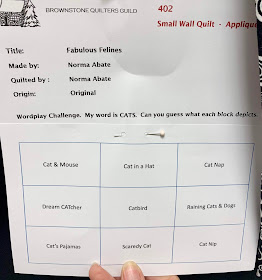 BROWNSTONE QUILTERS GUILD
402
Small Wall Quilt - Applique
Title: Fabulous Felines
Made by: Norma Abate
Quilted by : Norma Abate
Origin: Original
Wordplay Challenge. My word is CATS. Can you guess what each block depicts.
Cat & Mouse Cat in a Hat Cat Nap
Dream CATcher Catbird Raining Cats & Dogs
Cat's Pajamas Scaredy Cat Cat Nip